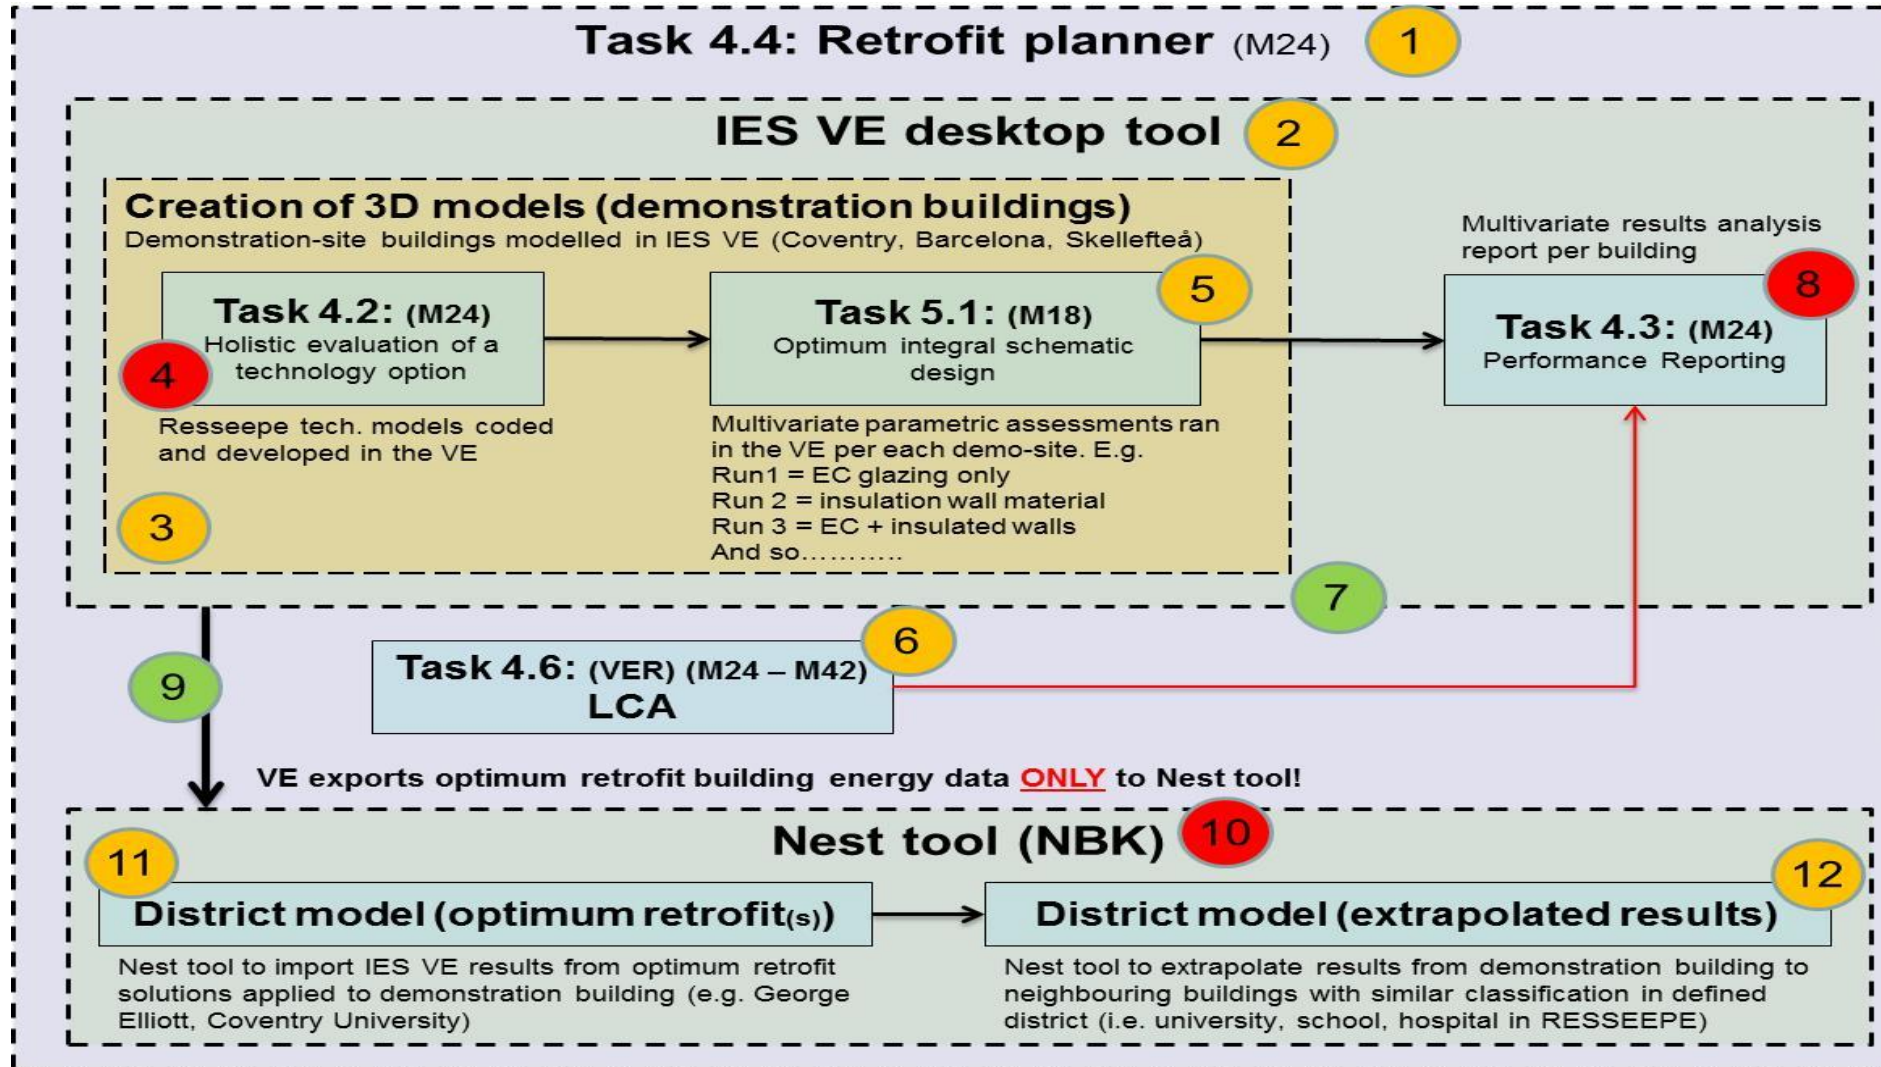 Task 4.4: Retrofit planner (M24) 1
IES VE desktop tool 2
Creation of 3D models (demonstration buildings)
Demonstration-site buildings modelled in IES VE (Coventry, Barcelona, Skellefteå)
Task 4.2: (M24)
Holistic evaluation of a
technology option
4
Resseepe tech. models coded
and developed in the VE
3
5
Task 5.1: (M18)
Optimum integral schematic
design
Multivariate parametric assessments ran
in the VE per each demo-site. E.g.
Run1 = EC glazing only
Run 2 = insulation wall material
Run 3 = EC + insulated walls
And so………..
Multivariate results analysis
report per building
8
Task 4.3: (M24)
Performance Reporting
7
6
Task 4.6: (VER) (M24 – M42)
LCA
9
VE exports optimum retrofit building energy data ONLY to Nest tool!
Nest tool (NBK) 10
11
District model (optimum retrofit(s))
Nest tool to import IES VE results from optimum retrofit
solutions applied to demonstration building (e.g. George
Elliott, Coventry University)
12
District model (extrapolated results)
Nest tool to extrapolate results from demonstration building to
neighbouring buildings with similar classification in defined
district (i.e. university, school, hospital in RESSEEPE)